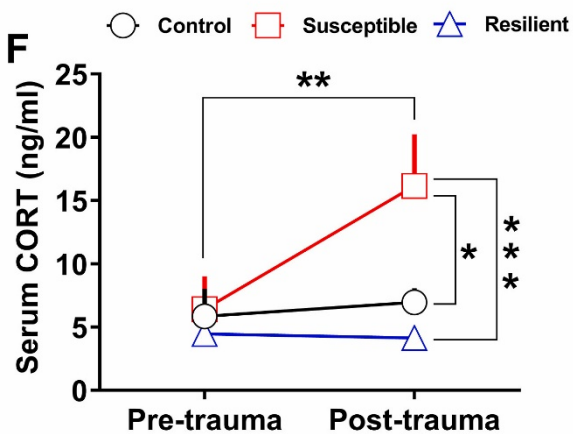 Control Susceptible Resilient
F
**
25
20
15
10
5
0
Serum CORT (ng/ml)
*
***
Pre-trauma Post-trauma